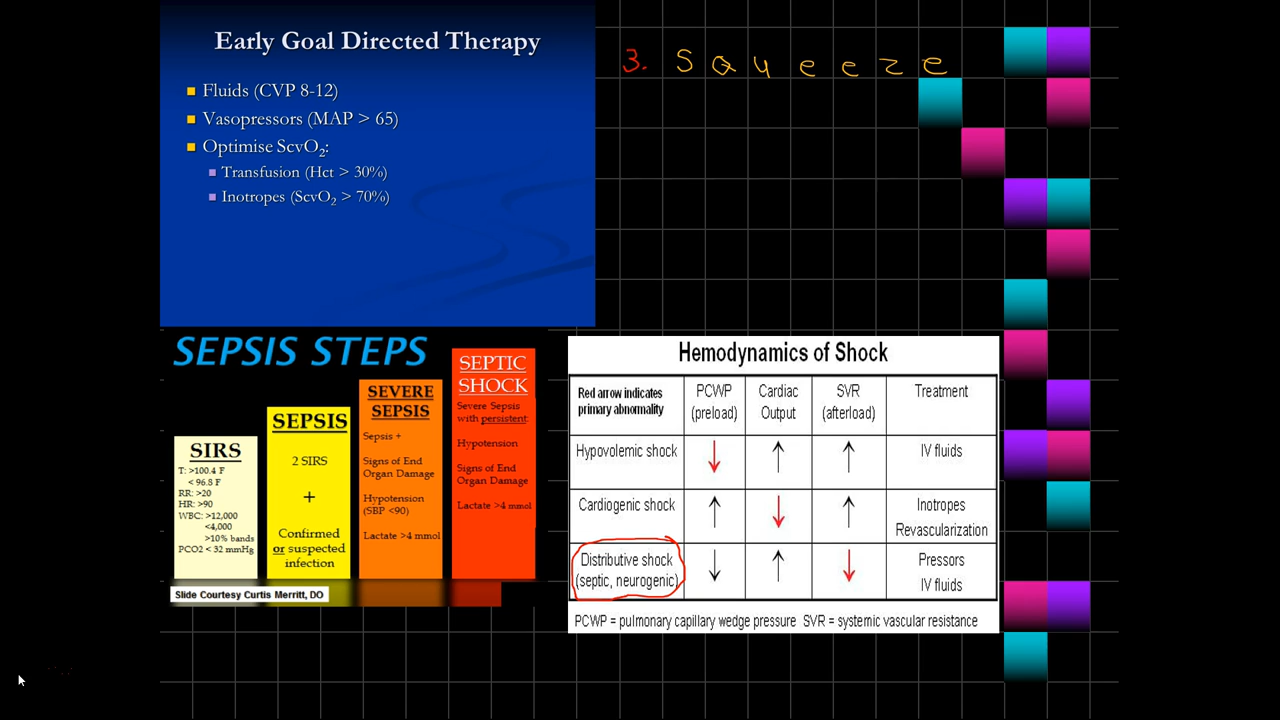 Early Goal Directed Therapy
Fluids (CVP 8-12)
Vasopressors (MAP > 65)
Optimise ScvO₂:
Transfusion (Hct > 30%)
Inotropes (ScvO₂ > 70%)
3. SQueeze
SEPSIS STEPS
SIRS
T: >100.4 F
< 96.8 F
RR: >20
HR: >90
WBC: >12,000
<4,000
>10% bands
PCO2 < 32 mmHg
SEPSIS
2 SIRS
+
Confirmed
or suspected
infection
SEVERE
SEPSIS
Sepsis +
Signs of End
Organ Damage
Hypotension
(SBP <90)
Lactate >4 mmol
SEPTIC
SHOCK
Severe Sepsis
with persistent:
Hypotension
Signs of End
Organ Damage
Lactate >4 mmol
Slide Courtesy Curtis Merritt, DO
Hemodynamics of Shock
Red arrow indicates
primary abnormality
PCWP
(preload)
Cardiac
Output
SVR
(afterload)
Treatment
Hypovolemic shock ↓ ↑ ↑ IV fluids
Cardiogenic shock ↑ ↓ ↑ Inotropes
Revascularization
Distributive shock
(septic, neurogenic) ↓ ↑ ↓ Pressors
IV fluids
PCWP = pulmonary capillary wedge pressure SVR = systemic vascular resistance